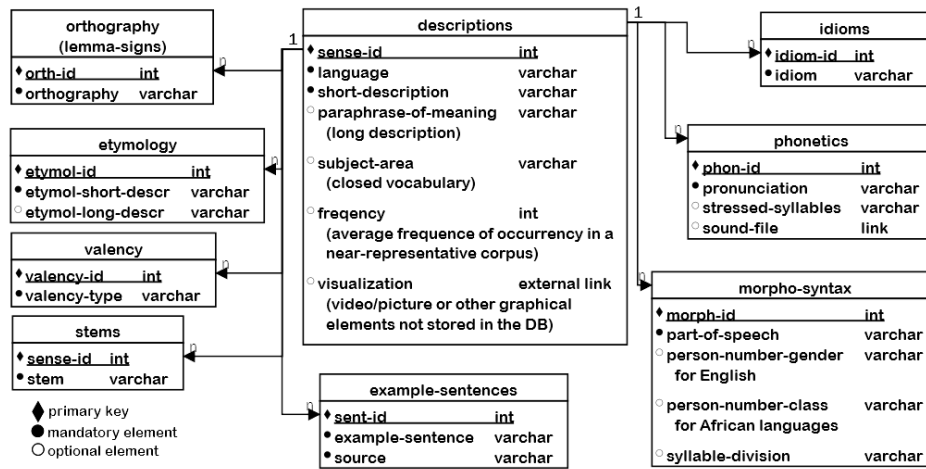 orthography
(lemma-signs)
orth-id int
orthography varchar
n
etymology
etymol-id int
etymol-short-descr varchar
etymol-long-descr varchar
n
valency
valency-id int
valency-type varchar
n
stems
sense-id int
stem varchar
n
primary key
mandatory element
optional element
1
descriptions
1
sense-id int
language varchar
short-description varchar
paraphrase-of-meaning varchar
(long description)
subject-area varchar
(closed vocabulary)
freqency int
(average frequence of occurrency in a
near-representative corpus)
visualization external link
(video/picture or other graphical
elements not stored in the DB)
example-sentences
n
sent-id int
example-sentence varchar
source varchar
idioms
n
idiom-id int
idiom varchar
phonetics
n
phon-id int
pronunciation varchar
stressed-syllables varchar
sound-file link
n
morpho-syntax
morph-id int
part-of-speech varchar
person-number-gender varchar
for English
person-number-class varchar
for African languages
syllable-division varchar